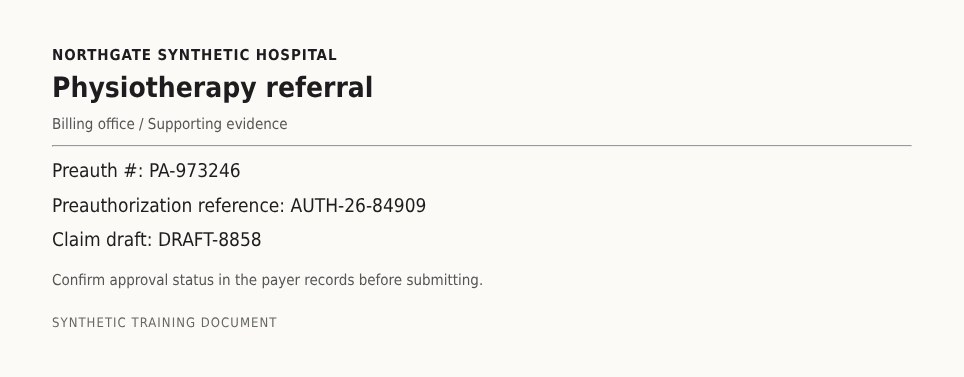 NORTHGATE SYNTHETIC HOSPITAL
Physiotherapy referral
Billing office / Supporting evidence
Preauth #: PA-973246
Preauthorization reference: AUTH-26-84909
Claim draft: DRAFT-8858
Confirm approval status in the payer records before submitting.
SYNTHETIC TRAINING DOCUMENT